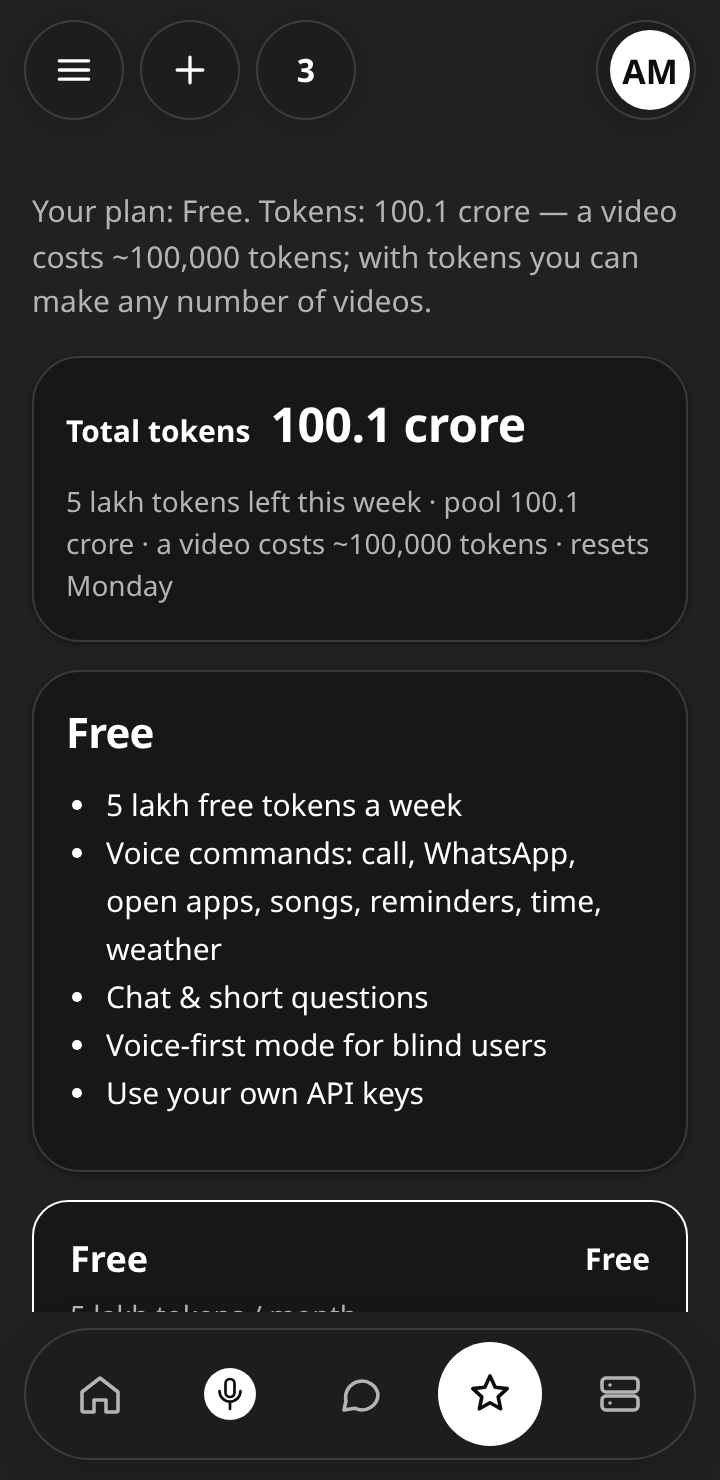 3
AM
Your plan: Free. Tokens: 100.1 crore — a video
costs ~100,000 tokens; with tokens you can
make any number of videos.
Total tokens 100.1 crore
5 lakh tokens left this week · pool 100.1
crore · a video costs ~100,000 tokens · resets
Monday
Free
• 5 lakh free tokens a week
• Voice commands: call, WhatsApp,
open apps, songs, reminders, time,
weather
• Chat & short questions
• Voice-first mode for blind users
• Use your own API keys
Free Free
5 lakh tokens / month